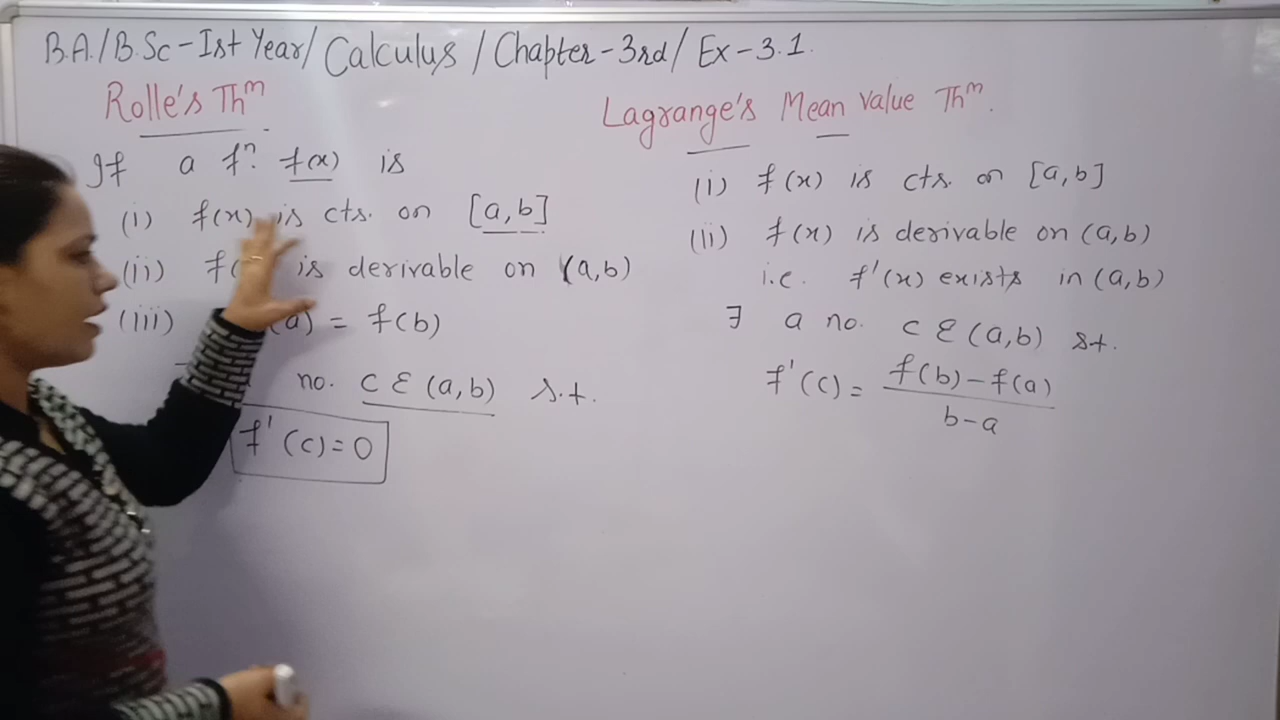 B.A./B.Sc-Ist Year/ Calculus / Chapter-3rd/ Ex-3.1.
Rolle's Thᵐ
If a fⁿ. f(x) is
(i) f(x) is cts. on [a,b]
(ii) f( is derivable on (a,b)
(iii) (a) = f(b)
no. c ε (a,b) s.t.
f'(c)=0
Lagrange's Mean Value Thᵐ.
(i) f(x) is cts. on [a,b]
(ii) f(x) is derivable on (a,b)
i.e. f'(x) exists in (a,b)
∃ a no. c ε (a,b) s.t.
f'(c) = f(b)-f(a) / b-a